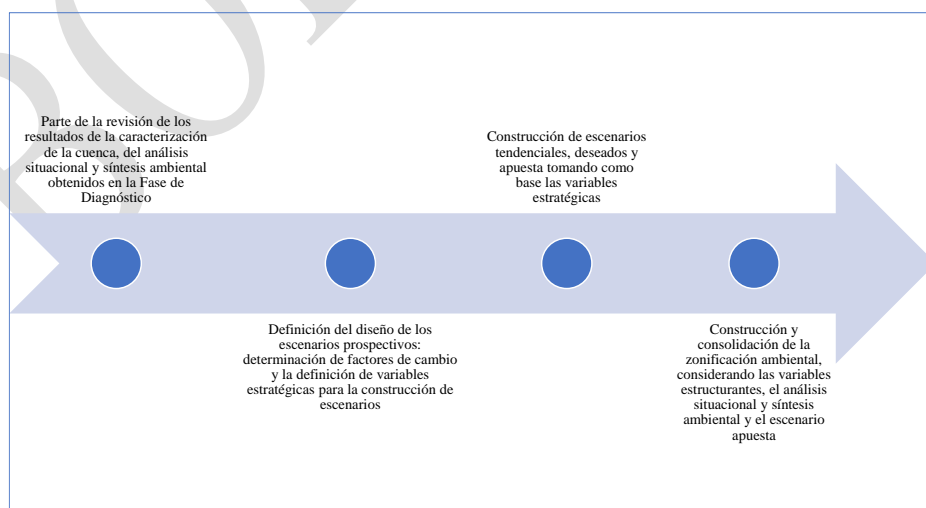 Parte de la revisión de los
resultados de la caracterización
de la cuenca, del análisis
situacional y síntesis ambiental
obtenidos en la Fase de
Diagnóstico
Definición del diseño de los
escenarios prospectivos:
determinación de factores de cambio
y la definición de variables
estratégicas para la construcción de
escenarios
Construcción de escenarios
tendenciales, deseados y
apuesta tomando como
base las variables
estratégicas
Construcción y
consolidación de la
zonificación ambiental,
considerando las variables
estructurantes, el análisis
situacional y síntesis
ambiental y el escenario
apuesta